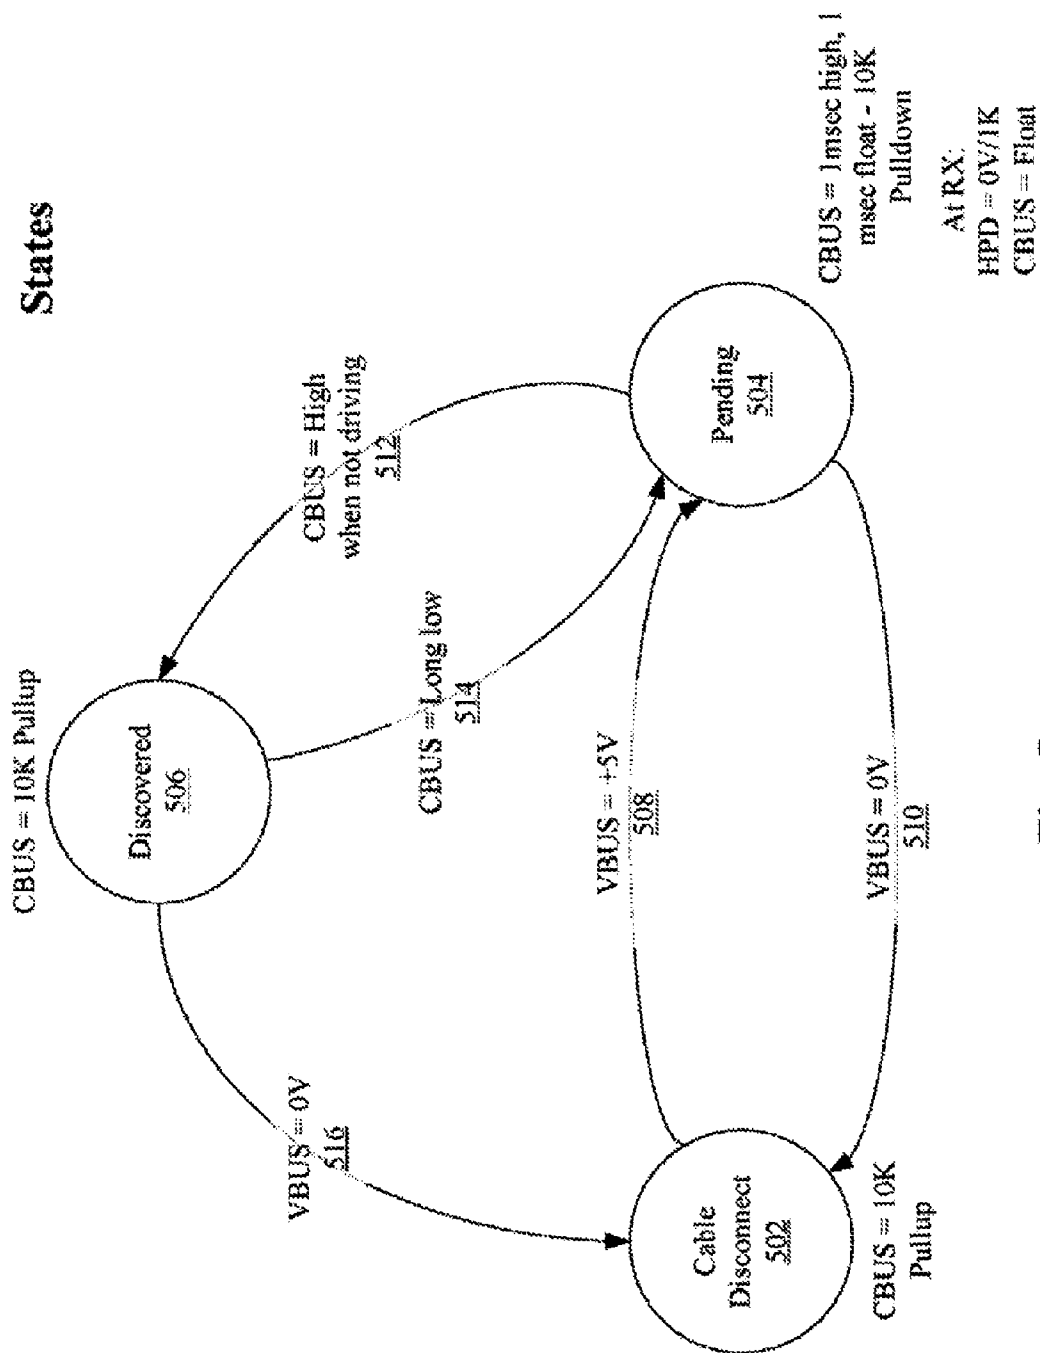 States
CBUS = 10K Pullup
Discovered
506
CBUS = High
when not driving
512
VBUS = 0V
516
CBUS = Long low
514
VBUS = +5V
508
Cable
Disconnect
502
Pending
504
VBUS = 0V
510
CBUS = 10K
Pullup
CBUS = 1msec high, 1
msec float - 10K
Pulldown
At RX:
HPD = 0V/1K
CBUS = Float